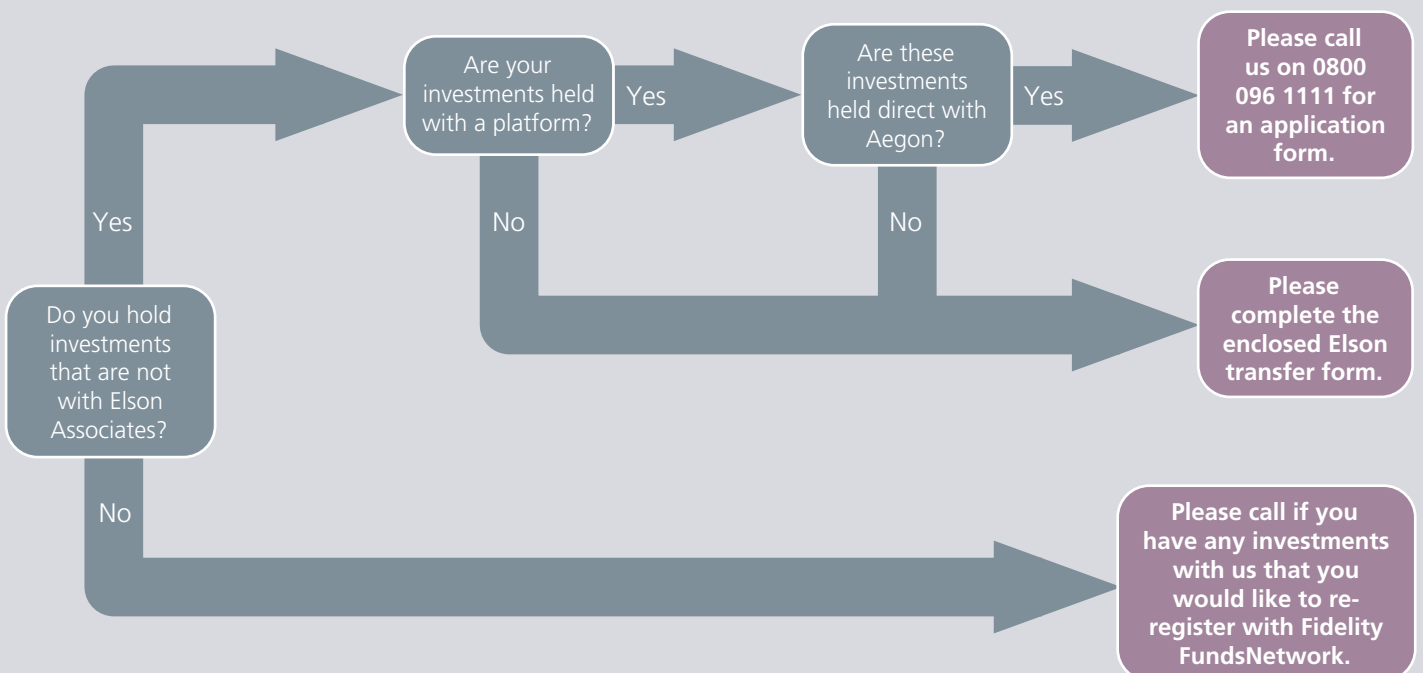 Are your
investments held
with a platform?
Yes
Are these
investments
held direct with
Aegon?
Yes
Please call
us on 0800
096 1111 for
an application
form.
Yes
No
No
Do you hold
investments
that are not
with Elson
Associates?
Please
complete the
enclosed Elson
transfer form.
No
Please call if you
have any investments
with us that you
would like to re-
register with Fidelity
FundsNetwork.